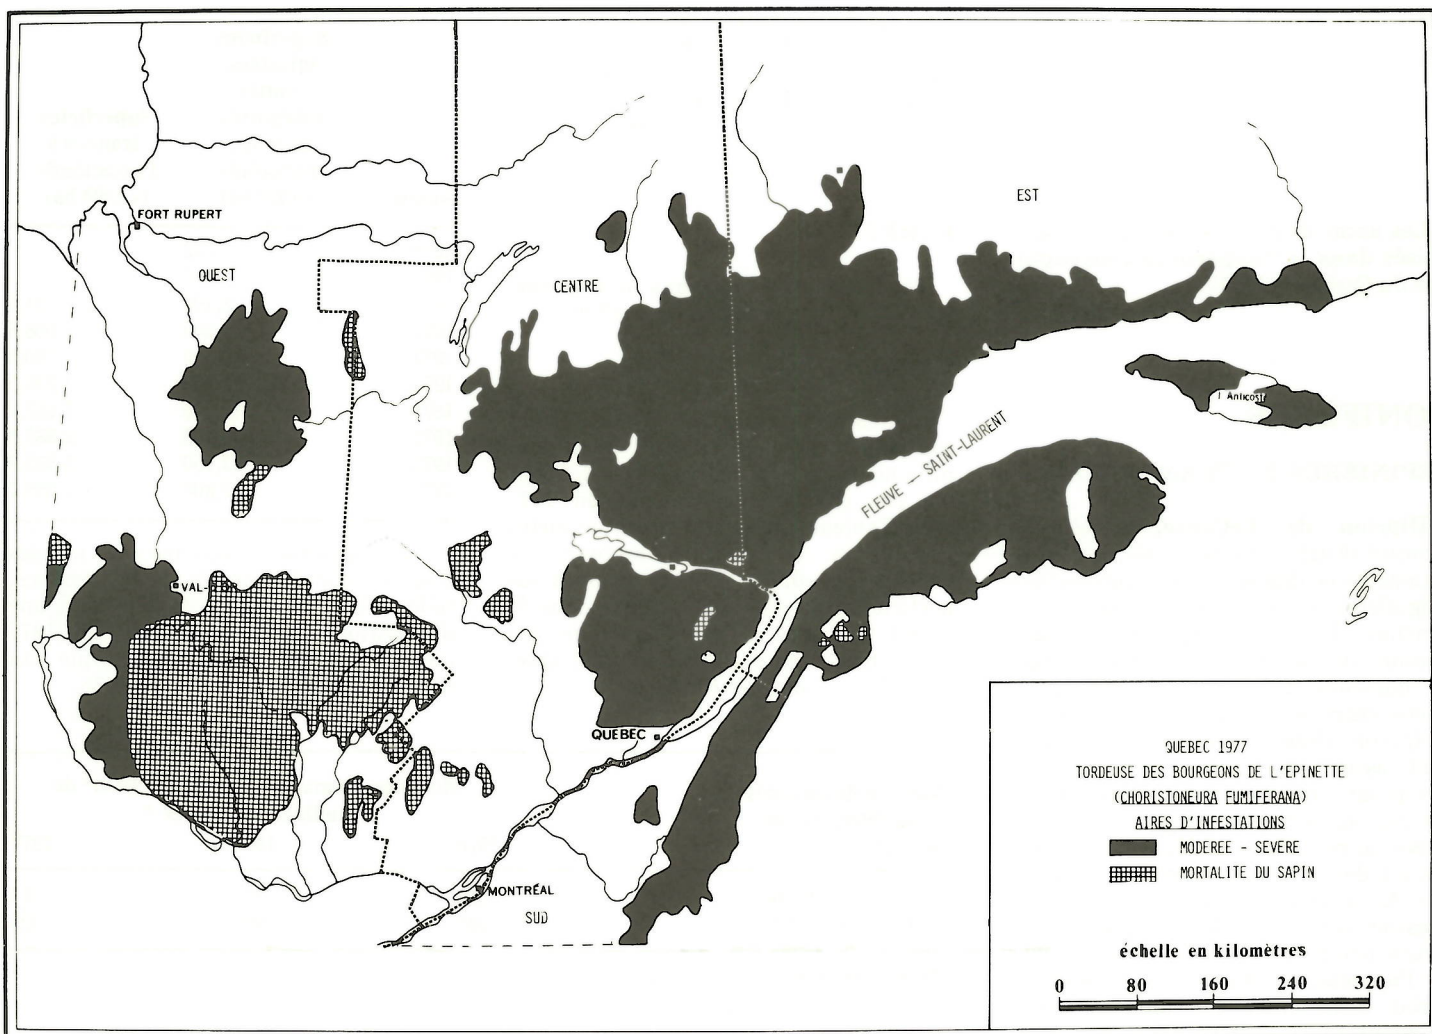 EST
FORT RUPERT
OUEST
CENTRE
I Anticosti
FLEUVE — SAINT-LAURENT
QUEBEC
MONTRÉAL
SUD
QUEBEC 1977
TORDEUSE DES BOURGEONS DE L'EPINETTE
(CHORISTONEURA FUMIFERANA)
AIRES D'INFESTATIONS
MODEREE - SEVERE
MORTALITE DU SAPIN
échelle en kilomètres
0 80 160 240 320